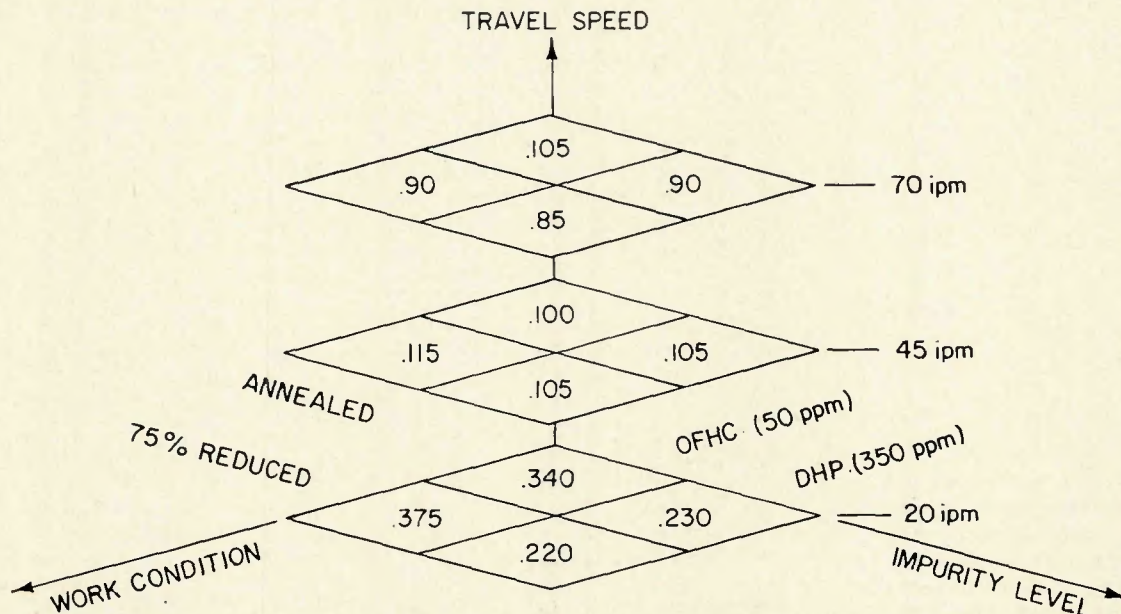 TRAVEL SPEED
.105
.90 .90 70 ipm
.85
.100
.115 .105 45 ipm
.105
ANNEALED
75% REDUCED
OFHC (50 ppm)
DHP. (350 ppm)
.340
.375 .230 20 ipm
.220
WORK CONDITION
IMPURITY LEVEL